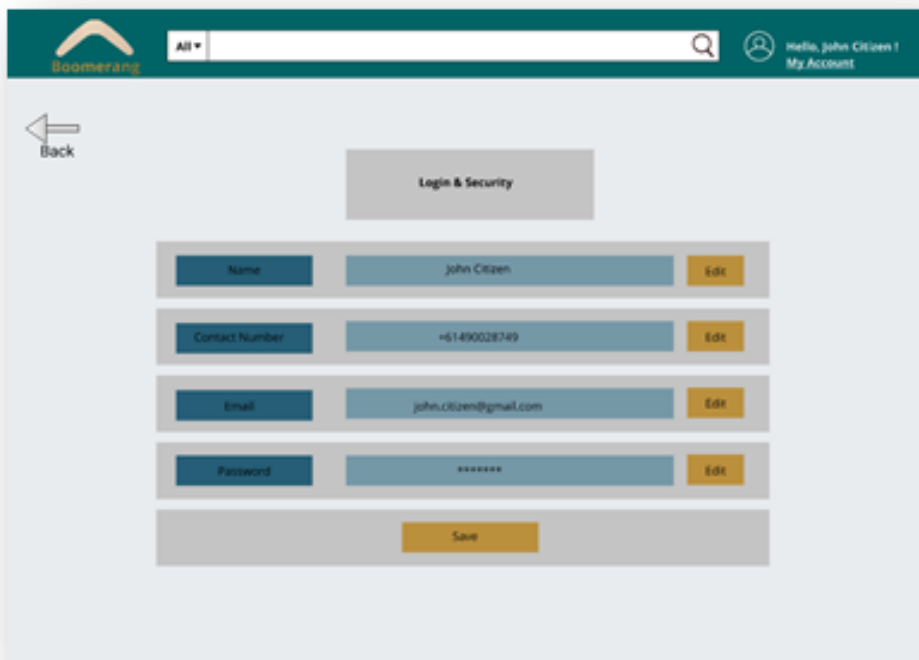 Boomerang
All
Hello, John Citizen !
My Account
Back
Login & Security
Name
John Citizen
Edit
Contact Number
+61490028749
Edit
Email
john.citizen@gmail.com
Edit
Password
*******
Edit
Save